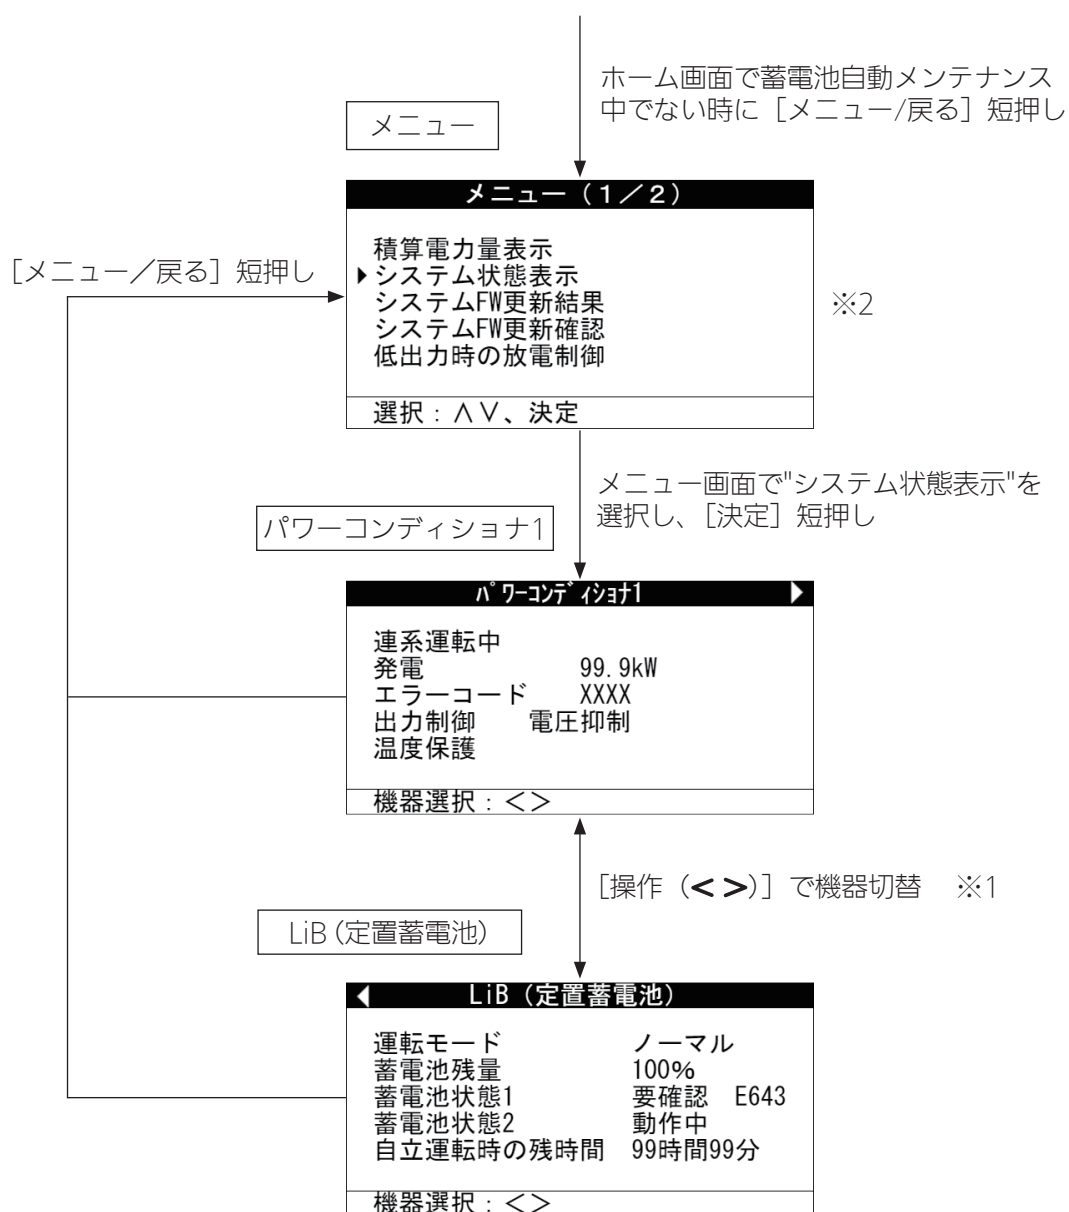 ホーム画面で蓄電池自動メンテナンス
中でない時に［メニュー/戻る］短押し
メニュー
メニュー（１／２）
積算電力量表示
▶システム状態表示
システムFW更新結果
システムFW更新確認
低出力時の放電制御
選択：∧∨、決定
［メニュー／戻る］短押し
※2
メニュー画面で"システム状態表示"を
選択し、［決定］短押し
パワーコンディショナ1
ﾊﾟﾜｰｺﾝﾃﾞｨｼｮﾅ1 ▶
連系運転中
発電 99.9kW
エラーコード XXXX
出力制御 電圧抑制
温度保護
機器選択：＜＞
［操作（＜＞）］で機器切替 ※1
LiB（定置蓄電池）
◀ LiB（定置蓄電池）
運転モード ノーマル
蓄電池残量 100%
蓄電池状態1 要確認 E643
蓄電池状態2 動作中
自立運転時の残時間 99時間99分
機器選択：＜＞